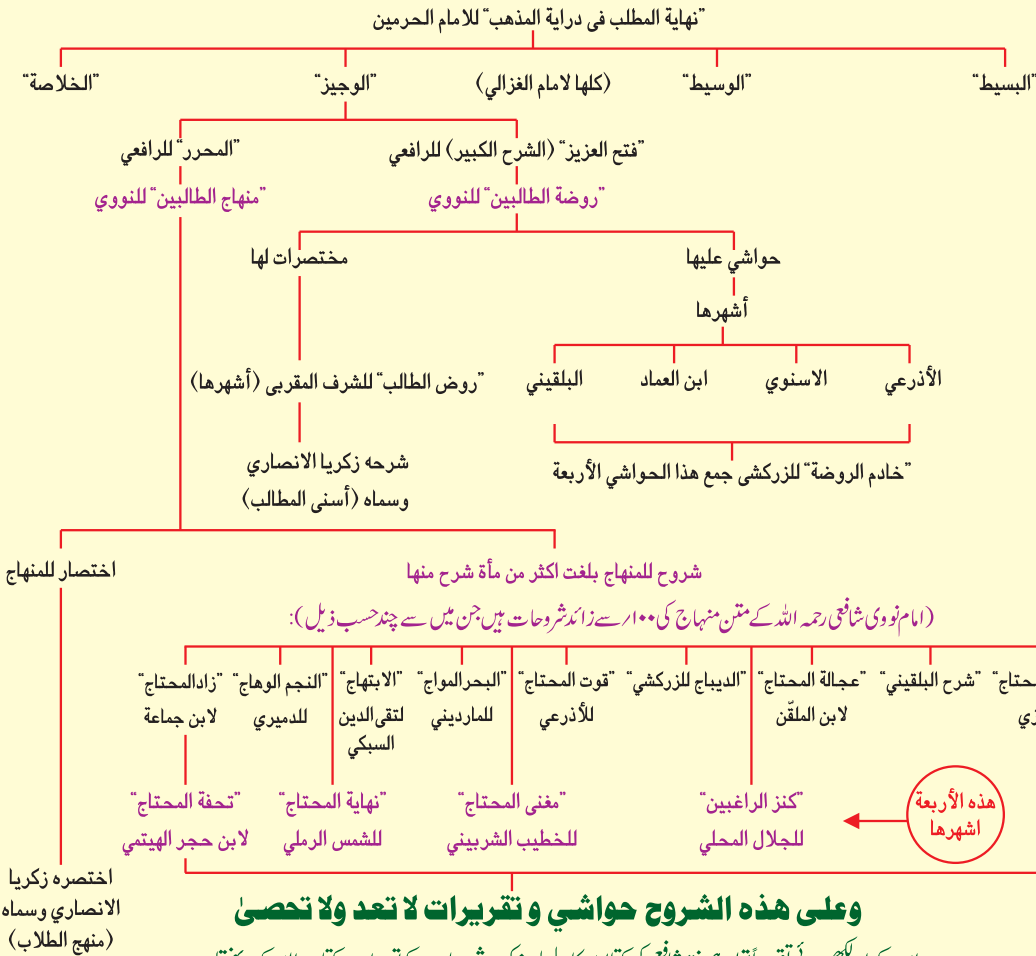 ”نهاية المطلب فى دراية المذهب“ للامام الحرمين
”البسيط“ ”الوسيط“ (كلها لامام الغزالي) ”الوجيز“ ”الخلاصة“
”فتح العزيز“ (الشرح الكبير) للرافعي ”المحرر“ للرافعي
”روضة الطالبين“ للنووي ”منهاج الطالبين“ للنووي
حواشي عليها مختصرات لها
أشهرها
الأذرعي الاسنوي ابن العماد البلقيني
”روض الطالب“ للشرف المقربى (أشهرها)
”خادم الروضة“ للزركشى جمع هذا الحواشي الأربعة
شرحه زكريا الانصاري
وسماه (أسنى المطالب)
شروح للمنهاج بلغت اكثر من مأة شرح منها
اختصار للمنهاج
(امام نووی شافعی رحمہ اللہ کے متن منہاج کی ۱۰۰/سے زائد شروحات ہیں جن میں سے چند حسب ذیل):
”شرح البلقيني“ ”عجالة المحتاج“ ”الديباج للزركشي“ ”قوت المحتاج“ ”البحرالمواج“ ”الابتهاج“ ”النجم الوهاج“ ”زادالمحتاج“
لابن الملقّن للأذرعي للمارديني لتقى الدين للدميري لابن جماعة
السبكي
هذه الأربعة
اشهرها
”كنز الراغبين“ ”مغنى المحتاج“ ”نهاية المحتاج“ ”تحفة المحتاج“
للجلال المحلي للخطيب الشربيني للشمس الرملي لابن حجر الهيتمي
اختصره زكريا
الانصاري وسماه
(منهج الطلاب)
وعلى هذه الشروح حواشي و تقريرات لا تعد ولا تحصىٰ